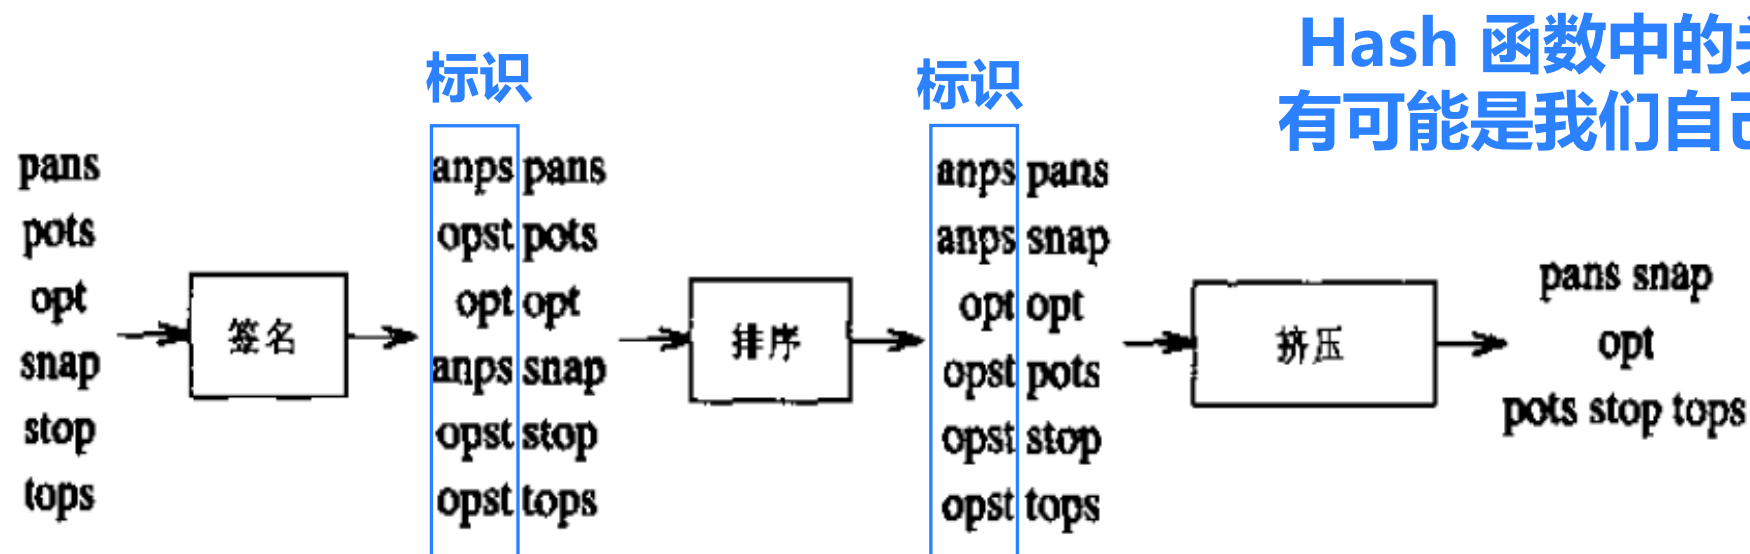 Hash 函数中的
有可能是我们自己
标识
标识
pans
pots
opt
snap
stop
tops
签名
anps pans
opst pots
opt opt
anps snap
opst stop
opst tops
排序
anps pans
anps snap
opt opt
opst pots
opst stop
opst tops
挤压
pans snap
opt
pots stop tops